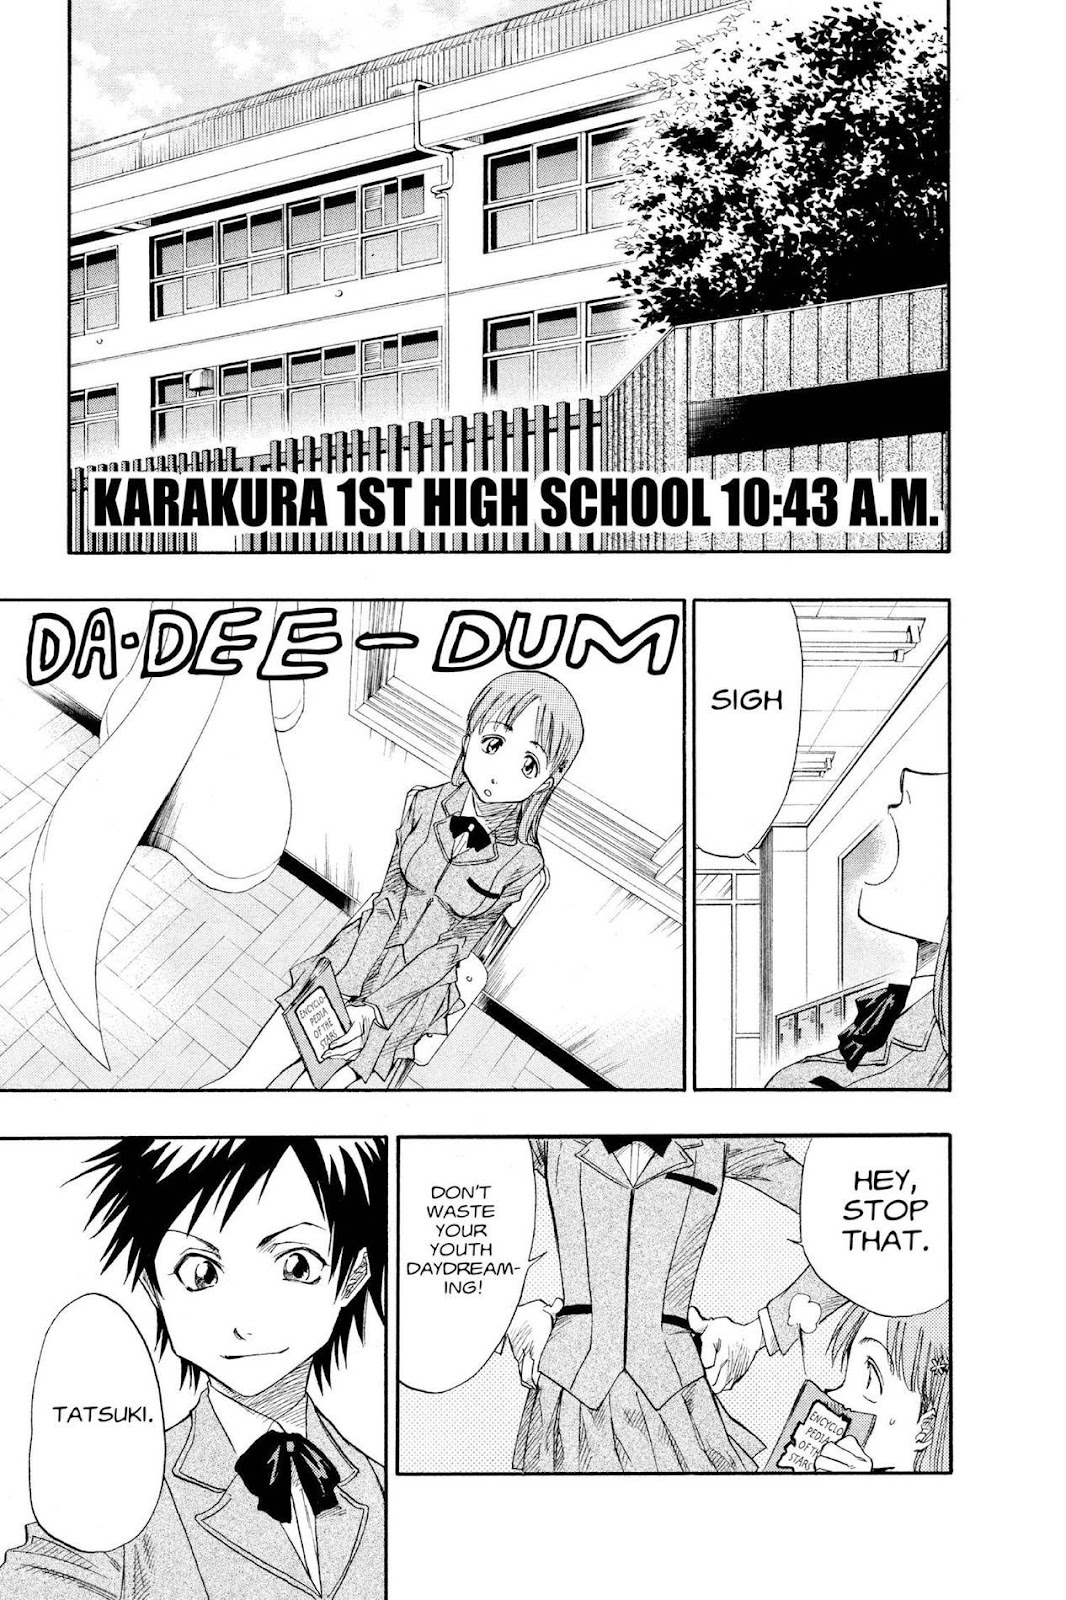 KARAKURA 1ST HIGH SCHOOL 10:43 A.M.
SIGH
DA-DEE-DUM
ENCYCLO-
PEDIA
OF THE
STARS
HEY,
STOP
THAT.
DON'T
WASTE
YOUR
YOUTH
DAYDREAM-
ING!
ENCYCLO
PEDIA
OF THE
STARS
TATSUKI.